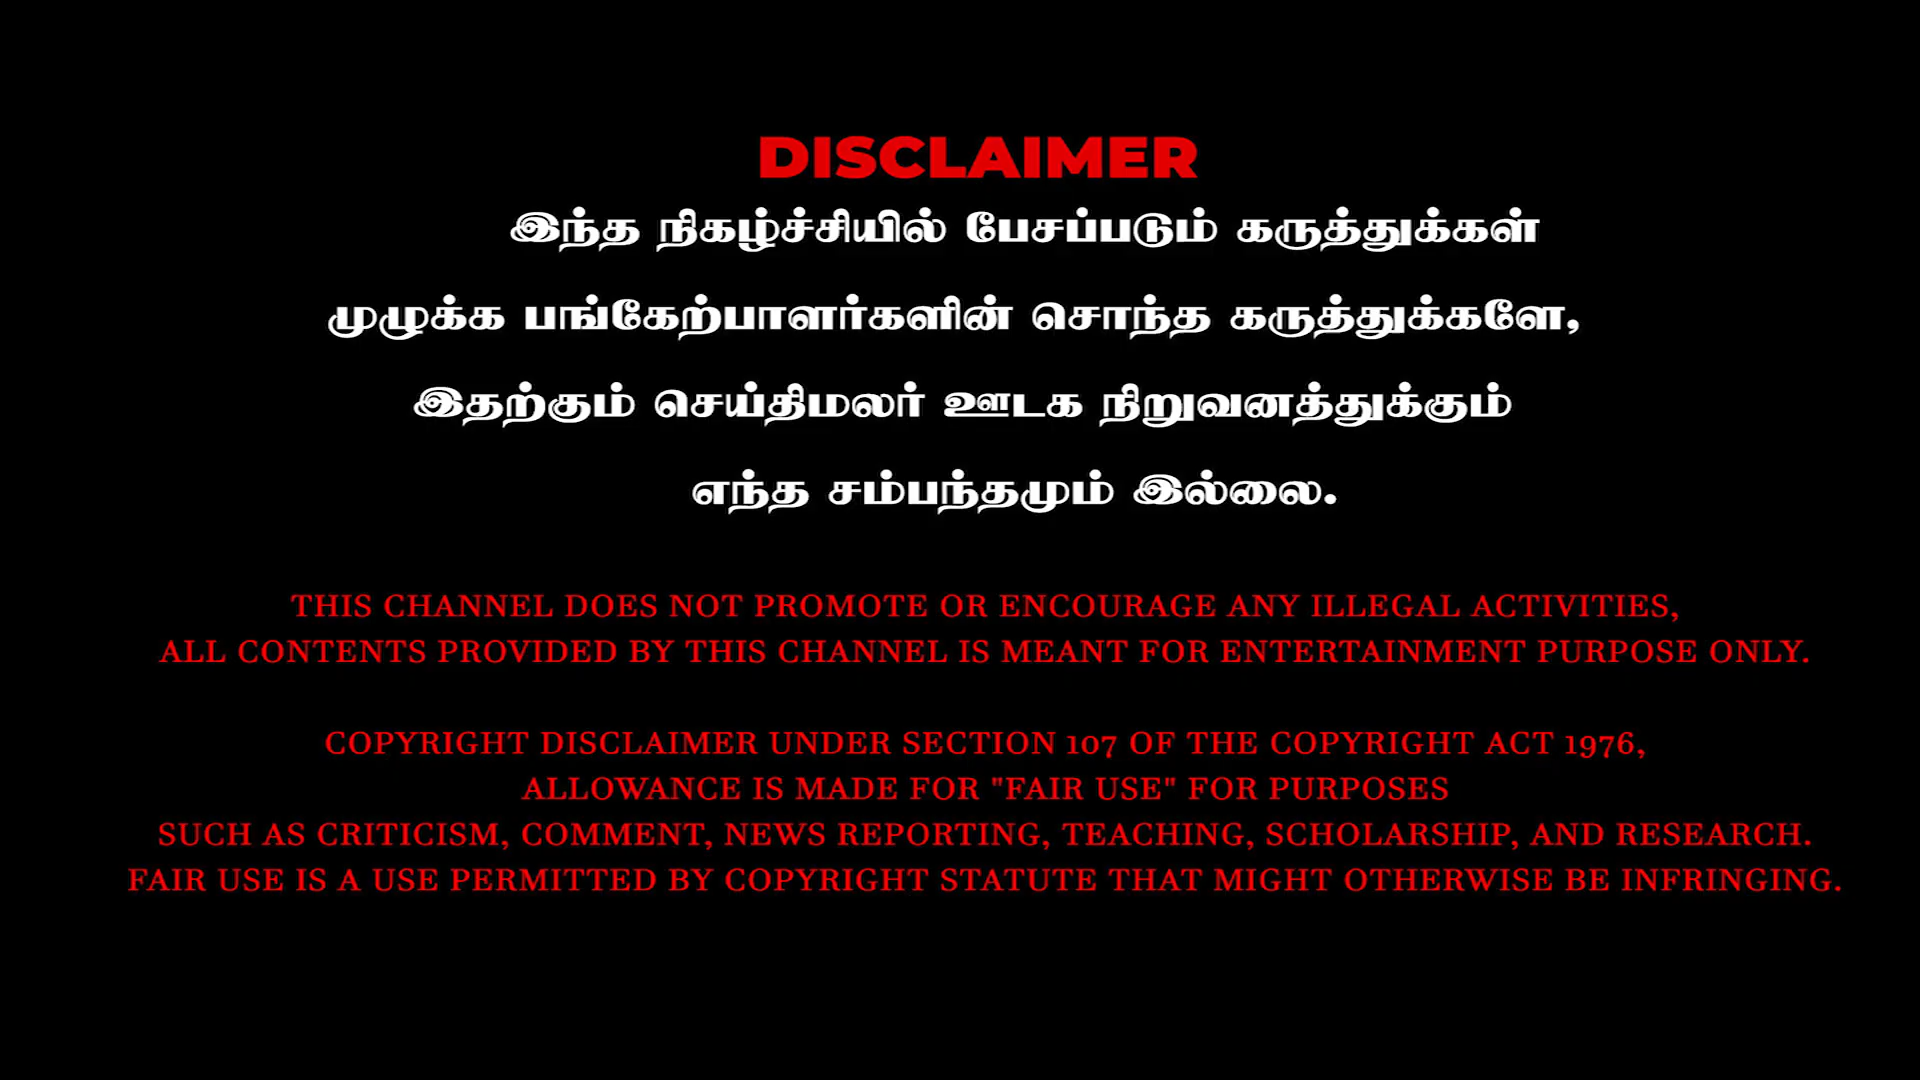 DISCLAIMER
இந்த நிகழ்ச்சியில் பேசப்படும் கருத்துக்கள்
முழுக்க பங்கேற்பாளர்களின் சொந்த கருத்துக்களே,
இதற்கும் செய்திமலர் ஊடக நிறுவனத்துக்கும்
எந்த சம்பந்தமும் இல்லை.
THIS CHANNEL DOES NOT PROMOTE OR ENCOURAGE ANY ILLEGAL ACTIVITIES,
ALL CONTENTS PROVIDED BY THIS CHANNEL IS MEANT FOR ENTERTAINMENT PURPOSE ONLY.
COPYRIGHT DISCLAIMER UNDER SECTION 107 OF THE COPYRIGHT ACT 1976,
ALLOWANCE IS MADE FOR "FAIR USE" FOR PURPOSES
SUCH AS CRITICISM, COMMENT, NEWS REPORTING, TEACHING, SCHOLARSHIP, AND RESEARCH.
FAIR USE IS A USE PERMITTED BY COPYRIGHT STATUTE THAT MIGHT OTHERWISE BE INFRINGING.